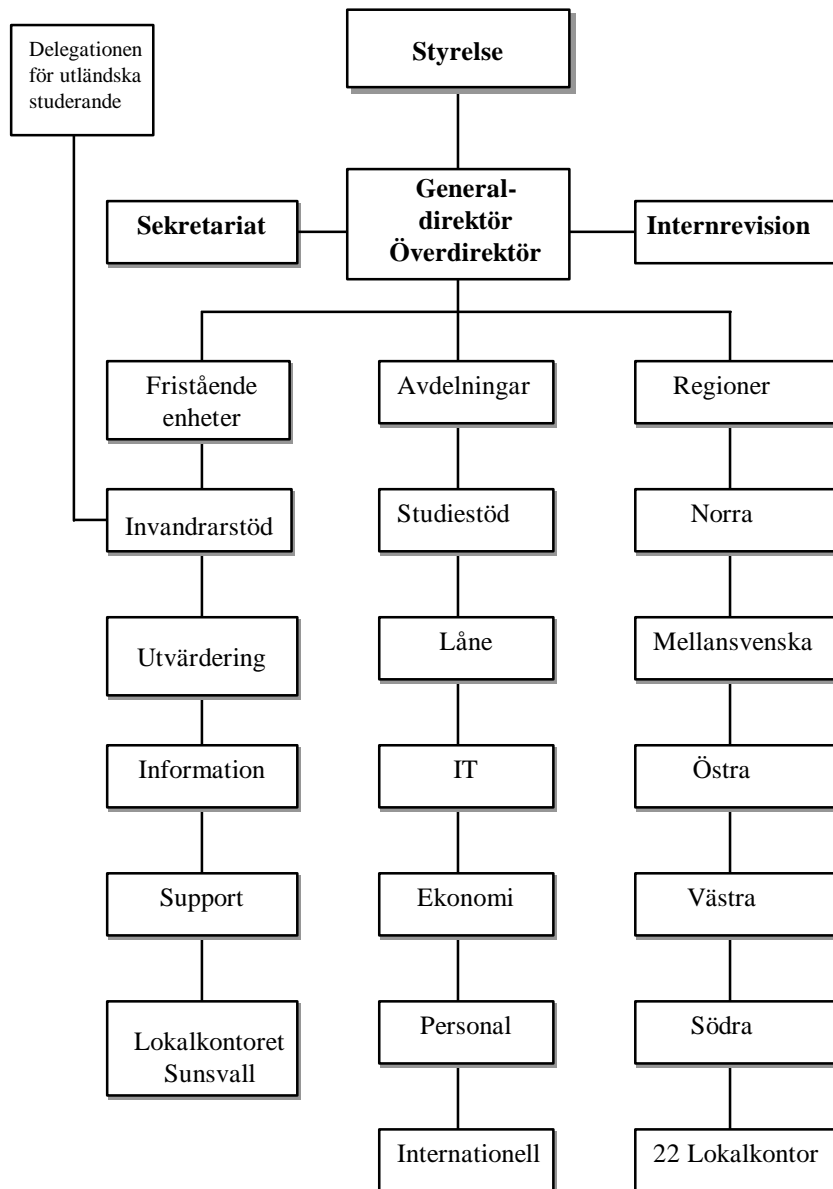 Delegationen
för utländska
studerande
Styrelse
General-
direktör
Överdirektör
Sekretariat
Internrevision
Fristående
enheter
Avdelningar
Regioner
Invandrarstöd
Studiestöd
Norra
Utvärdering
Låne
Mellansvenska
Information
IT
Östra
Support
Ekonomi
Västra
Lokalkontoret
Sunsvall
Personal
Södra
Internationell
22 Lokalkontor